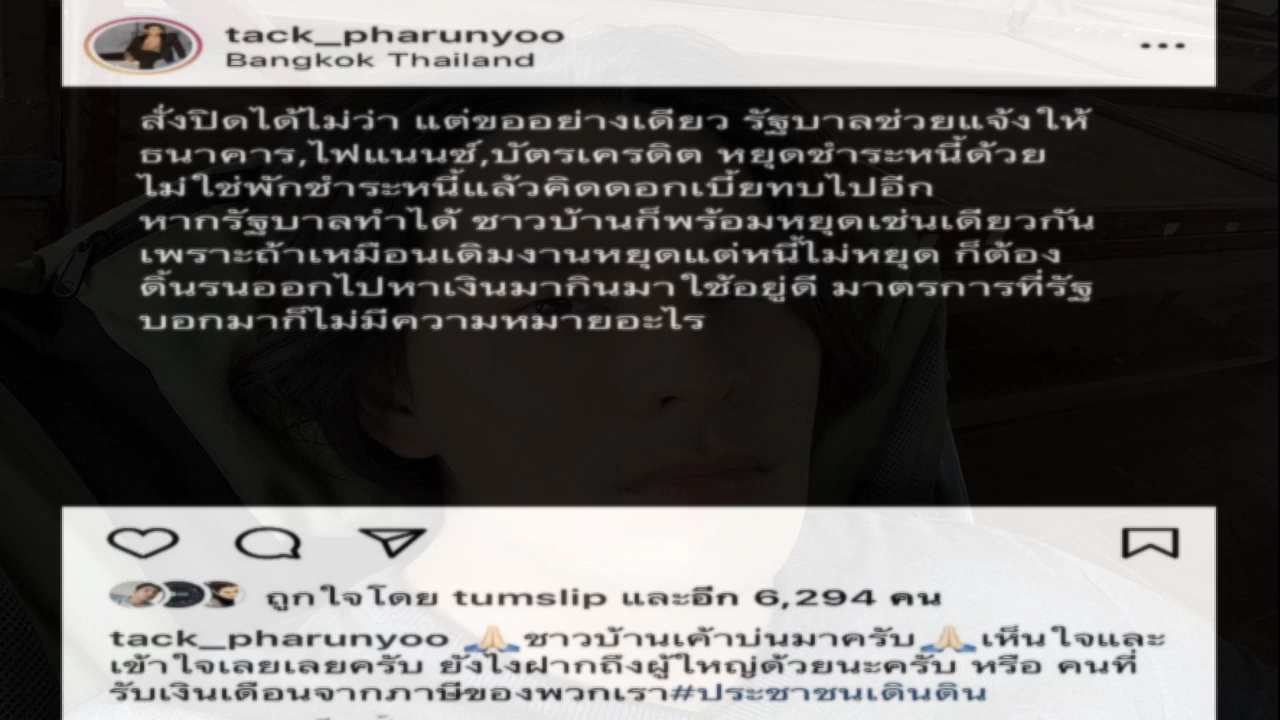 tack_pharunyoo
Bangkok Thailand
สั่งปิดได้ไม่ว่า แต่ขออย่างเดียว รัฐบาลช่วยแจ้งให้
ธนาคาร,ไฟแนนซ์,บัตรเครดิต หยุดชำระหนี้ด้วย
ไม่ใช่พักชำระหนี้แล้วคิดดอกเบี้ยทบไปอีก
หากรัฐบาลทำได้ ชาวบ้านก็พร้อมหยุดเช่นเดียวกัน
เพราะถ้าเหมือนเดิมงานหยุดแต่หนี้ไม่หยุด ก็ต้อง
ดิ้นรนออกไปหาเงินมากินมาใช้อยู่ดี มาตรการที่รัฐ
บอกมาก็ไม่มีความหมายอะไร
ถูกใจโดย tumslip และอีก 6,294 คน
tack_pharunyoo 🙏🏻ชาวบ้านเค้าบ่นมาครับ🙏🏻เห็นใจและ
เข้าใจเลยเลยครับ ยังไงฝากถึงผู้ใหญ่ด้วยนะครับ หรือ คนที่
รับเงินเดือนจากภาษีของพวกเรา#ประชาชนเดินดิน